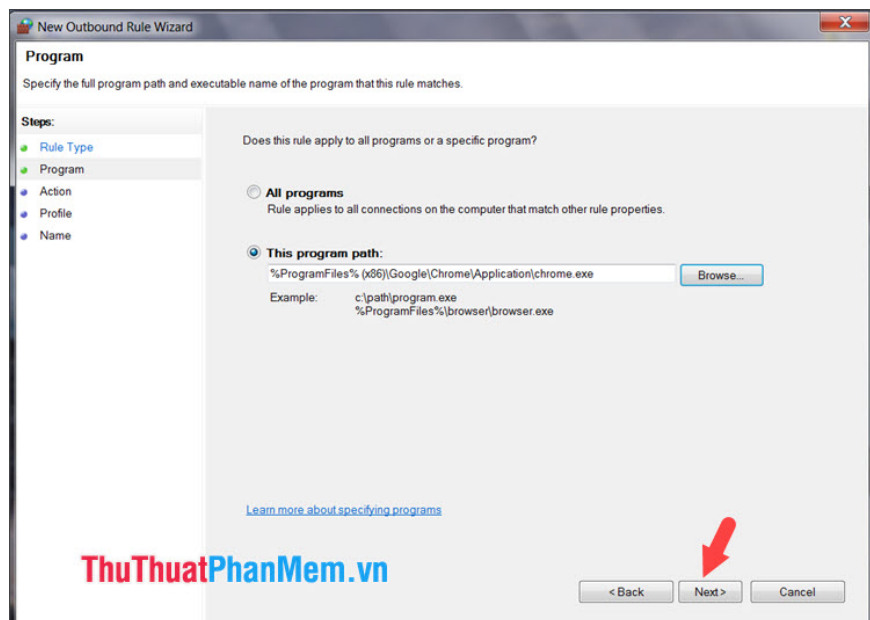 New Outbound Rule Wizard
Program
Specify the full program path and executable name of the program that this rule matches.
Steps:
Rule Type
Program
Action
Profile
Name
Does this rule apply to all programs or a specific program?
All programs
Rule applies to all connections on the computer that match other rule properties.
This program path:
%ProgramFiles% (x86)\Google\Chrome\Application\chrome.exe
Browse...
Example: c:\path\program.exe
%ProgramFiles%\browser\browser.exe
Learn more about specifying programs
ThuThuatPhanMem.vn
< Back Next > Cancel